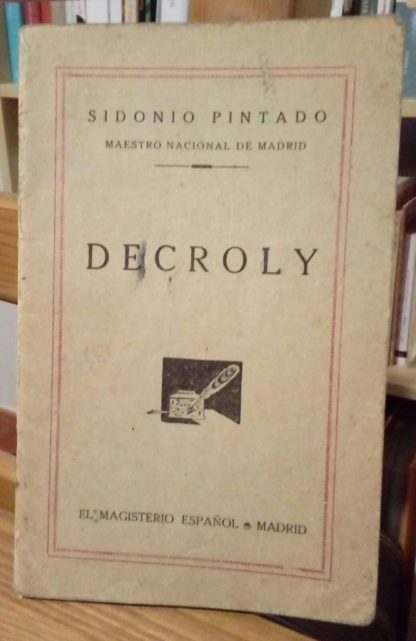 SIDONIO PINTADO
MAESTRO NACIONAL DE MADRID
DECROLY
EL MAGISTERIO ESPAÑOL MADRID